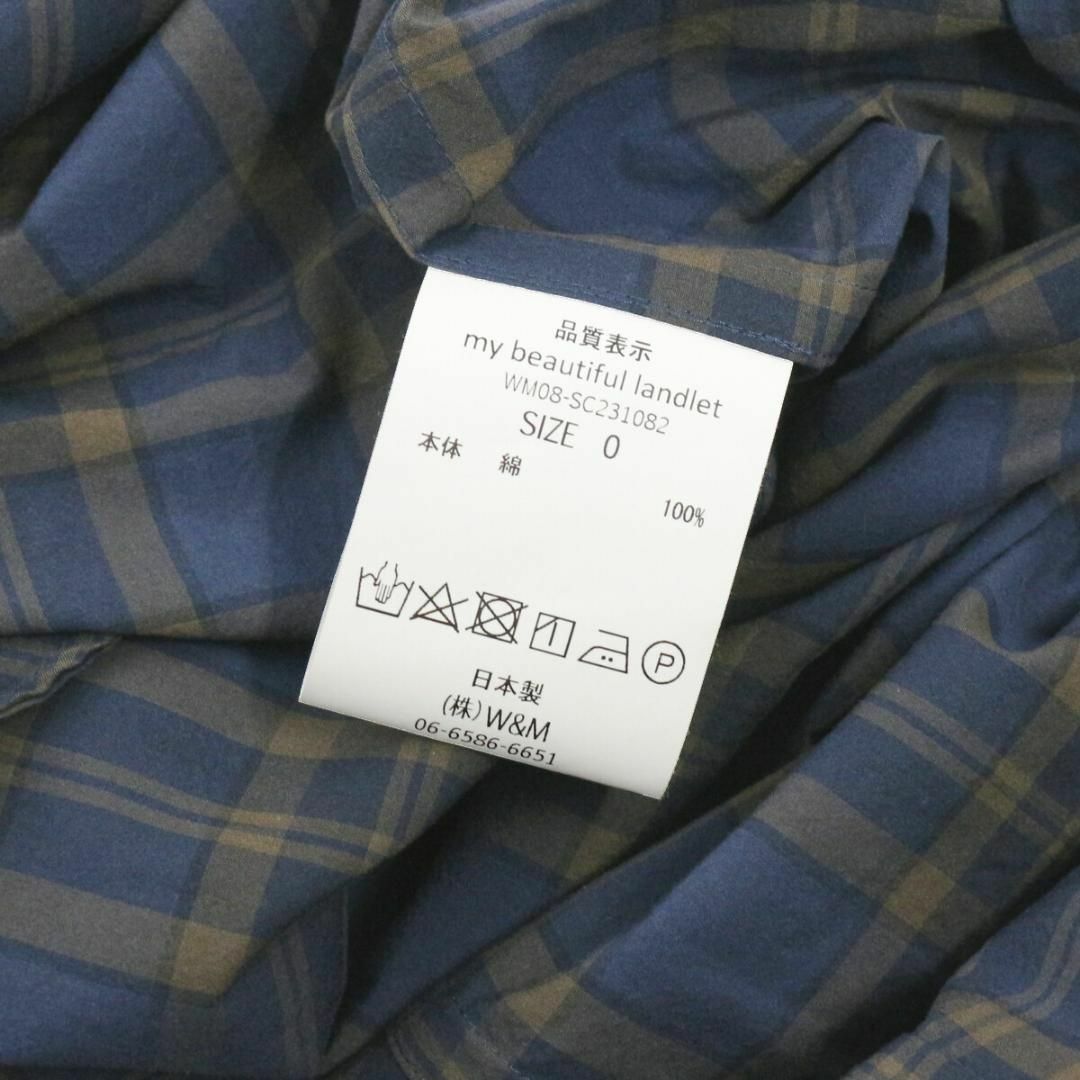 品質表示
my beautiful landlet
WM08-SC231082
SIZE 0
本体 綿
100%
P
日本製
(株)W&M
06-6586-6651